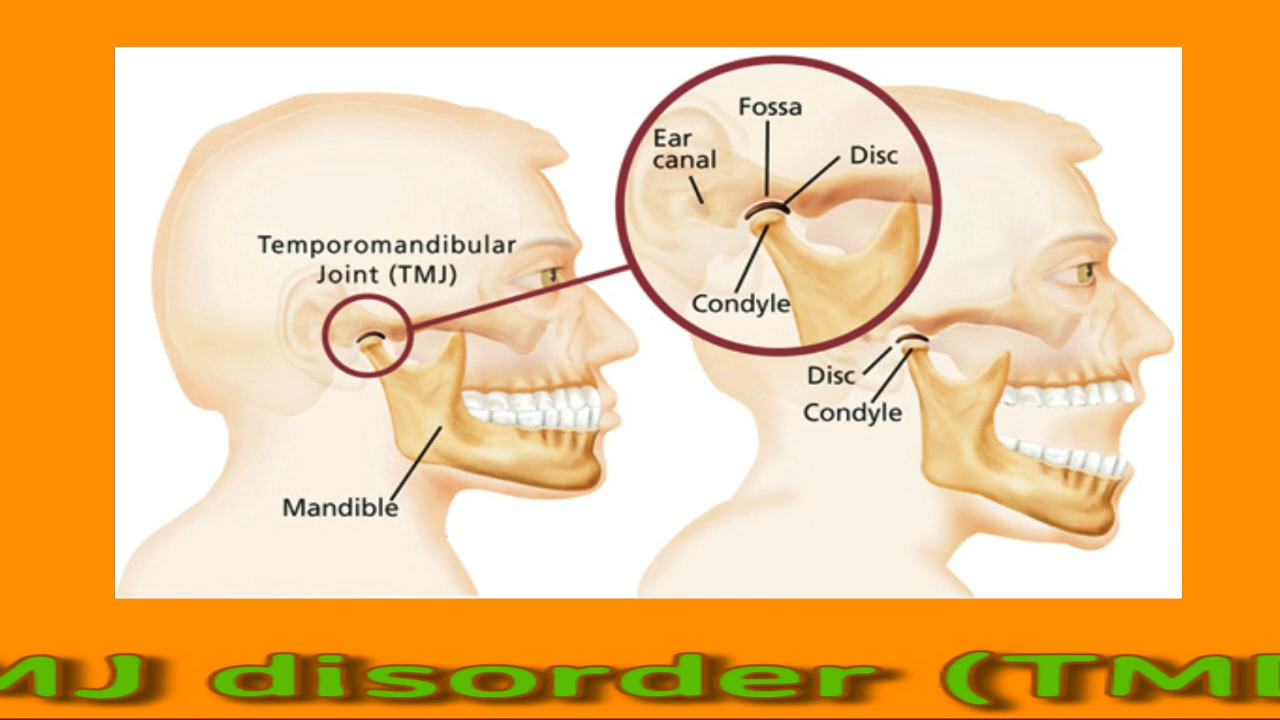 Temporomandibular
Joint (TMJ)
Mandible
Fossa
Ear
canal
Disc
Condyle
Disc
Condyle
MJ disorder (TM